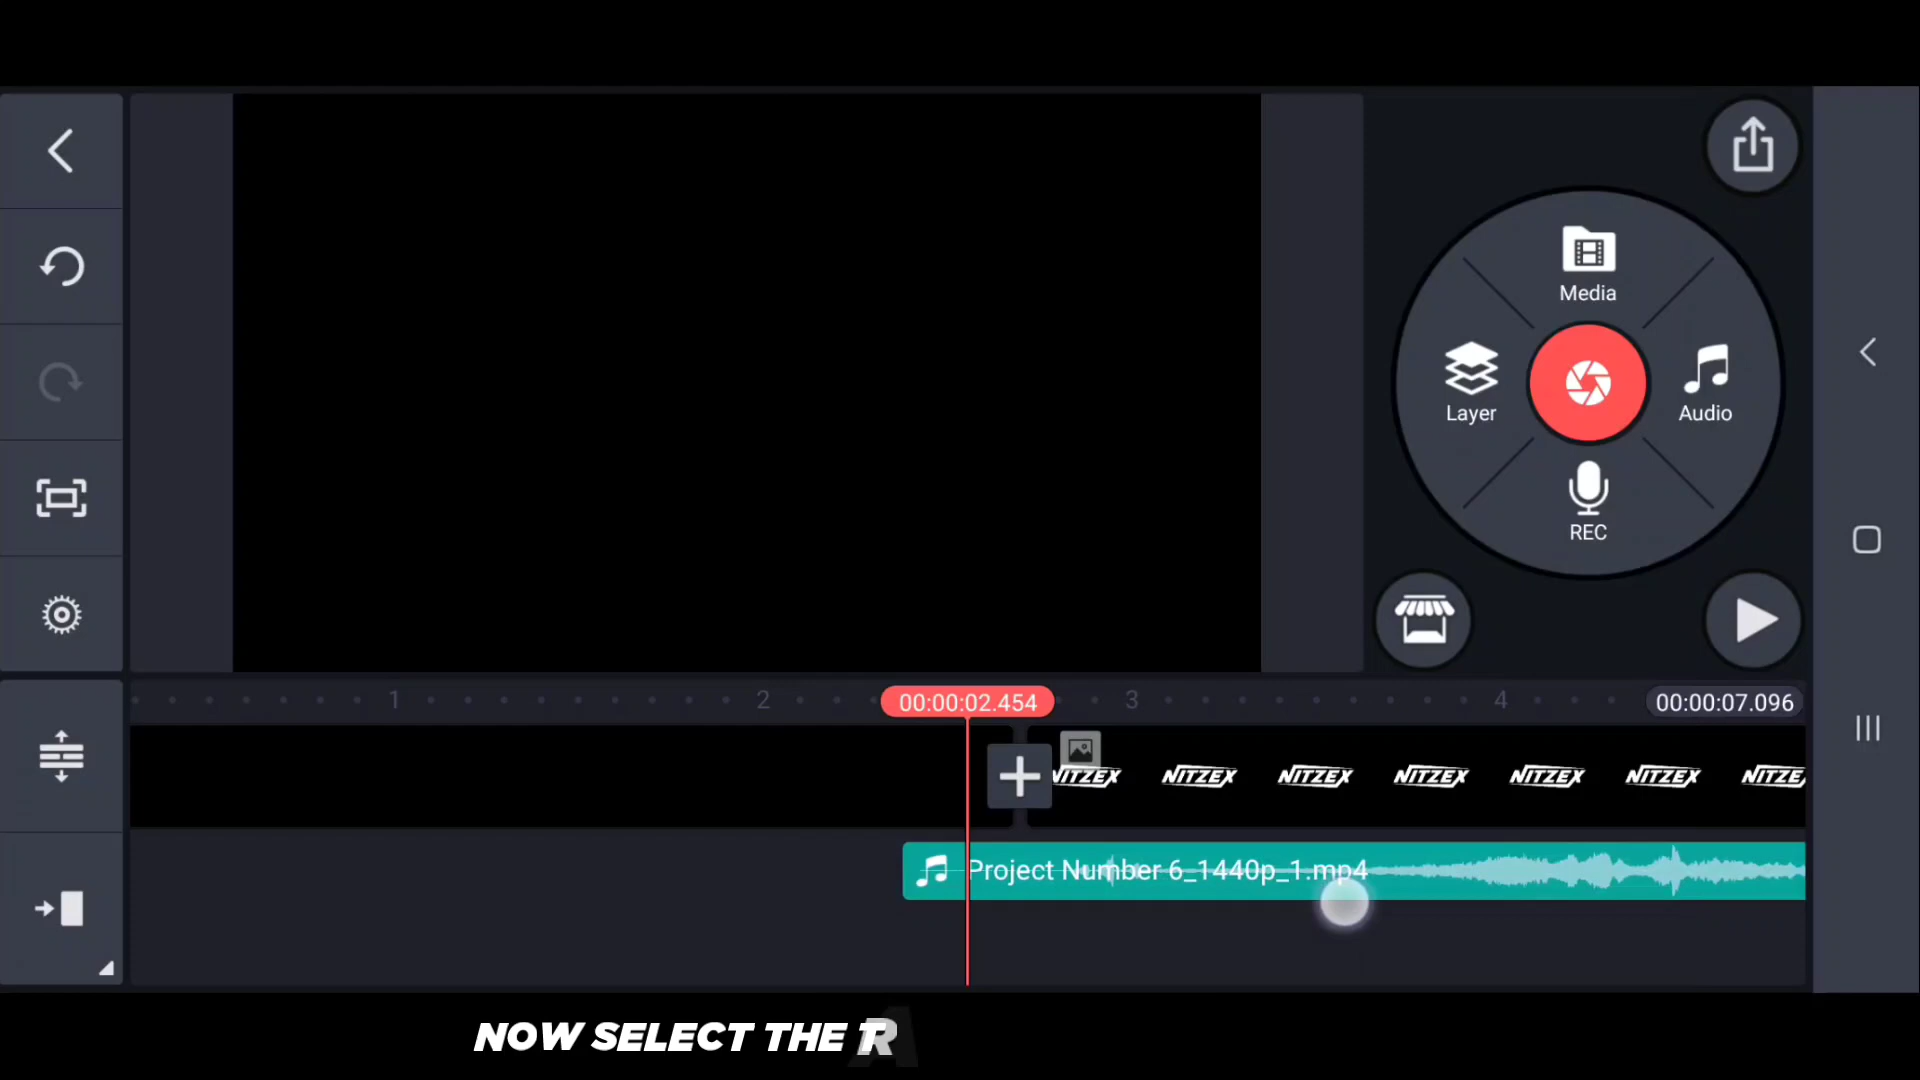 Media
Layer
Audio
REC
1
2
00:00:02.454
3
4
00:00:07.096
NITZEX NITZEX NITZEX NITZEX NITZEX NITZEX
Project Number 6_1440p_1.mp4
NOW SELECT THE TR